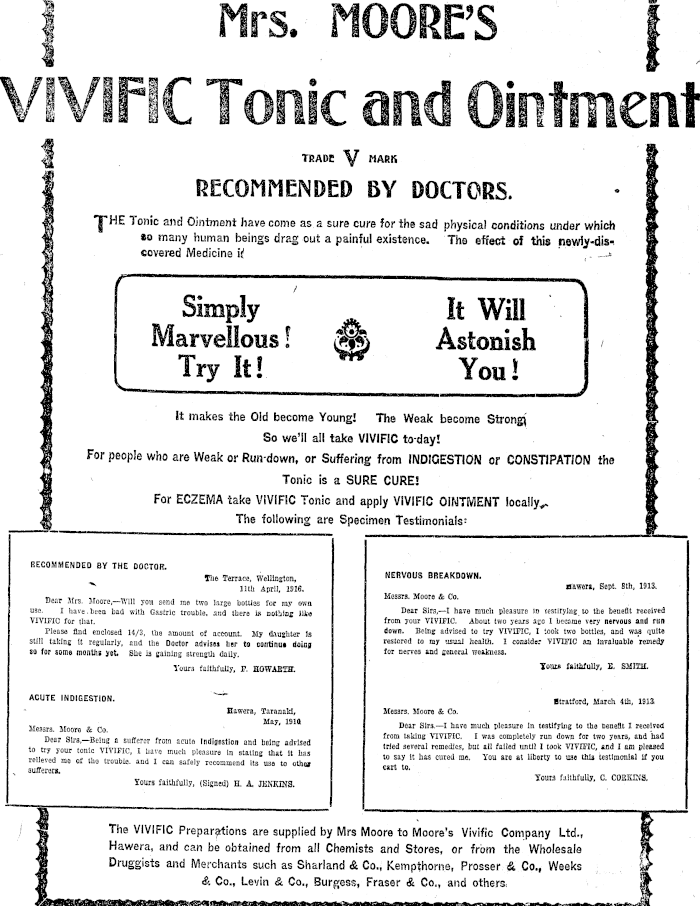 Mrs. MOORE'S
VIVIFIC Tonic and Ointment
TRADE V MARK
RECOMMENDED BY DOCTORS.
THE Tonic and Ointment have come as a sure cure for the sad physical conditions under which
so many human beings drag out a painful existence. The effect of this newly-dis-
covered Medicine is
Simply
Marvellous!
Try It!
It Will
Astonish
You!
It makes the Old become Young! The Weak become Strong
So we'll all take VIVIFIC to-day!
For people who are Weak or Run-down, or Suffering from INDIGESTION or CONSTIPATION the
Tonic is a SURE CURE!
For ECZEMA take VIVIFIC Tonic and apply VIVIFIC OINTMENT locally.
The following are Specimen Testimonials:
RECOMMENDED BY THE DOCTOR.
The Terrace, Wellington,
11th April, 1916.
Dear Mrs. Moore,—Will you send me two large bottles for my own
use. I have been bad with Gastric trouble, and there is nothing like
VIVIFIC for that.
Please find enclosed 14/3, the amount of account. My daughter is
still taking it regularly, and the Doctor advises her to continue doing
so for some months yet. She is gaining strength daily.
Yours faithfully, F. HOWARTH.
ACUTE INDIGESTION.
Hawera, Taranaki,
May, 1910
Messrs. Moore & Co.
Dear Sirs,—Being a sufferer from acute Indigestion and being advised
to try your tonic VIVIFIC, I have much pleasure in stating that it has
relieved me of the trouble, and I can safely recommend its use to other
sufferers.
Yours faithfully, (Signed) H. A. JENKINS.
NERVOUS BREAKDOWN.
Hawera, Sept. 8th, 1913.
Messrs. Moore & Co.
Dear Sirs,—I have much pleasure in testifying to the benefit received
from your VIVIFIC. About two years ago I became very nervous and run
down. Being advised to try VIVIFIC, I took two bottles, and was quite
restored to my usual health. I consider VIVIFIC an invaluable remedy
for nerves and general weakness.
Yours faithfully, E. SMITH.
Stratford, March 4th, 1913
Messrs. Moore & Co.
Dear Sirs,—I have much pleasure in testifying to the benefit I received
from taking VIVIFIC. I was completely run down for two years, and had
tried several remedies, but all failed until I took VIVIFIC, and I am pleased
to say it has cured me. You are at liberty to use this testimonial if you
care to.
Yours faithfully, C. CORKINS.
The VIVIFIC Preparations are supplied by Mrs Moore to Moore's Vivific Company Ltd.,
Hawera, and can be obtained from all Chemists and Stores, or from the Wholesale
Druggists and Merchants such as Sharland & Co., Kempthorne, Prosser & Co., Weeks
& Co., Levin & Co., Burgess, Fraser & Co., and others.